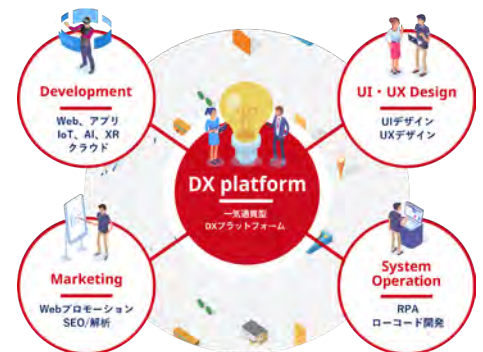 Development
Web、アプリ
IoT、AI、XR
クラウド
UI・UX Design
UIデザイン
UXデザイン
DX platform
一気通貫型
DXプラットフォーム
Marketing
Webプロモーション
SEO/解析
System
Operation
RPA
ローコード開発